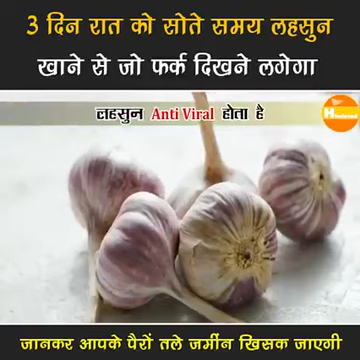 3 दिन रात को सोते समय लहसुन
खाने से जो फर्क दिखने लगेगा
लहसुन Anti Viral होता है
जानकर आपके पैरों तले जमींन खिसक जाएगी